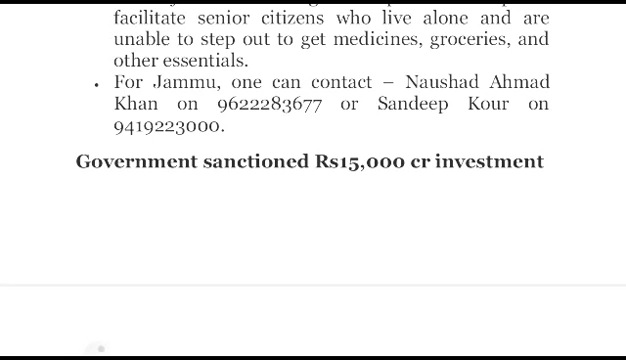 facilitate senior citizens who live alone and are
unable to step out to get medicines, groceries, and
other essentials.
• For Jammu, one can contact – Naushad Ahmad
Khan on 9622283677 or Sandeep Kour on
9419223000.
Government sanctioned Rs15,000 cr investment